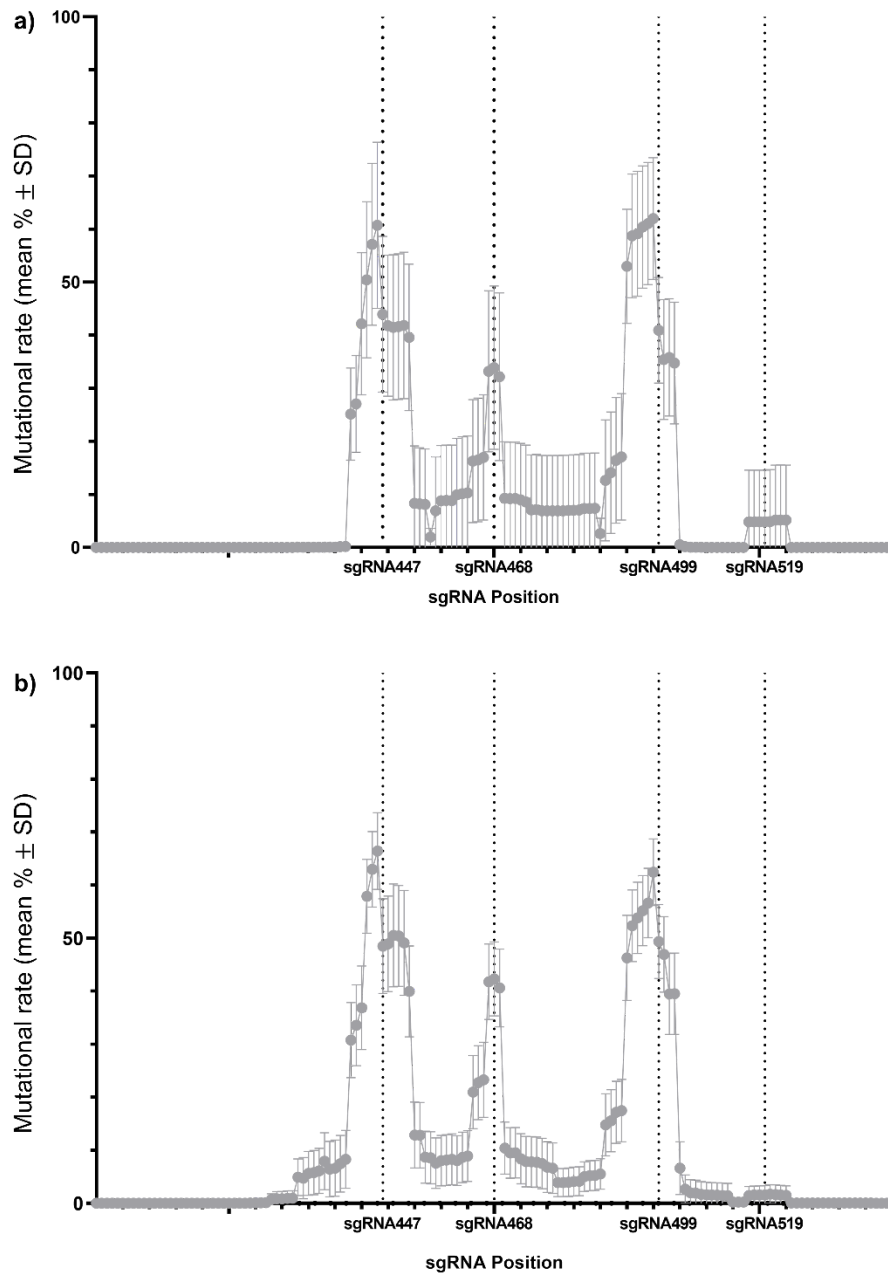 a)
100
50
0
Mutational rate (mean % ± SD)
sgRNA447 sgRNA468 sgRNA499 sgRNA519
sgRNA Position
b)
100
50
0
Mutational rate (mean % ± SD)
sgRNA447 sgRNA468 sgRNA499 sgRNA519
sgRNA Position